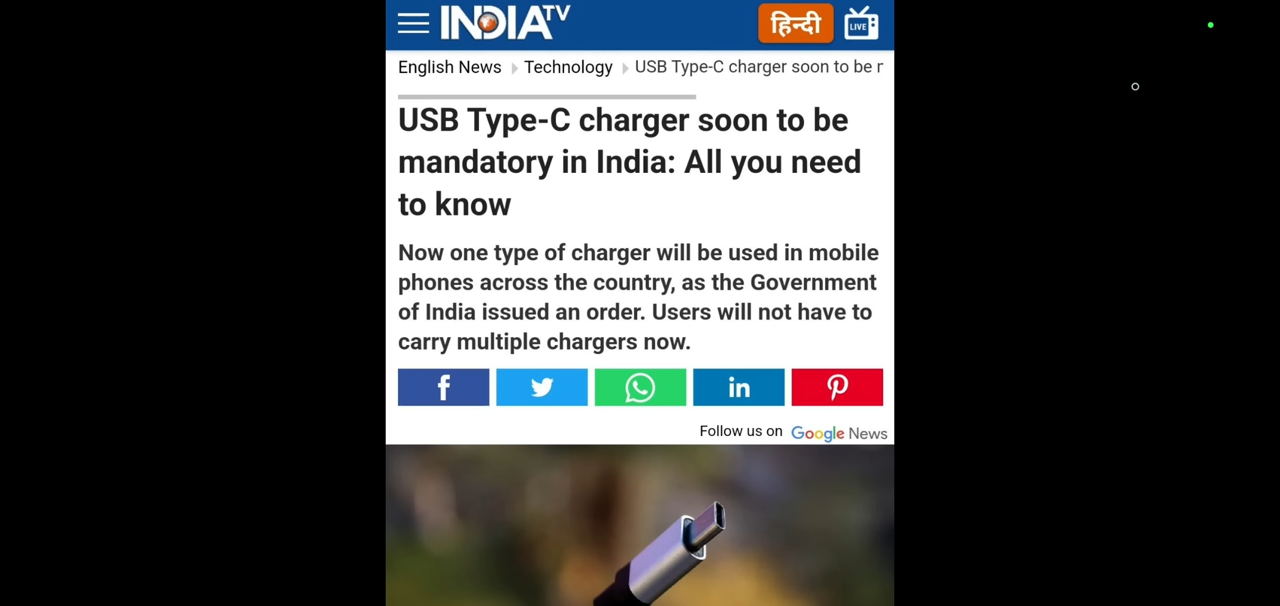 INDIA TV
हिन्दी
LIVE
English News Technology USB Type-C charger soon to be r
USB Type-C charger soon to be
mandatory in India: All you need
to know
Now one type of charger will be used in mobile
phones across the country, as the Government
of India issued an order. Users will not have to
carry multiple chargers now.
Follow us on Google News